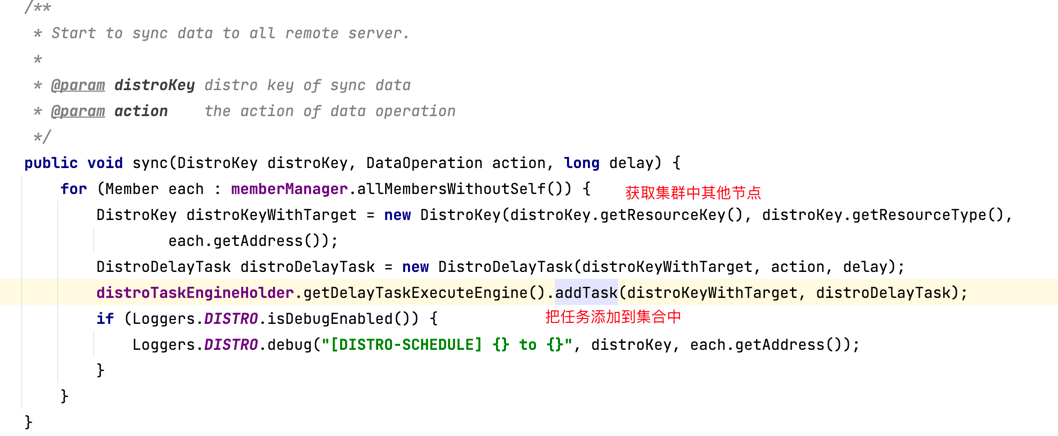 /**
* Start to sync data to all remote server.
*
* @param distroKey distro key of sync data
* @param action    the action of data operation
*/
public void sync(DistroKey distroKey, DataOperation action, long delay) {
for (Member each : memberManager.allMembersWithoutSelf()) { 获取集群中其他节点
DistroKey distroKeyWithTarget = new DistroKey(distroKey.getResourceKey(), distroKey.getResourceType(),
each.getAddress());
DistroDelayTask distroDelayTask = new DistroDelayTask(distroKeyWithTarget, action, delay);
distroTaskEngineHolder.getDelayTaskExecuteEngine().addTask(distroKeyWithTarget, distroDelayTask);
if (Loggers.DISTRO.isDebugEnabled()) { 把任务添加到集合中
Loggers.DISTRO.debug("[DISTRO-SCHEDULE] {} to {}", distroKey, each.getAddress());
}
}
}